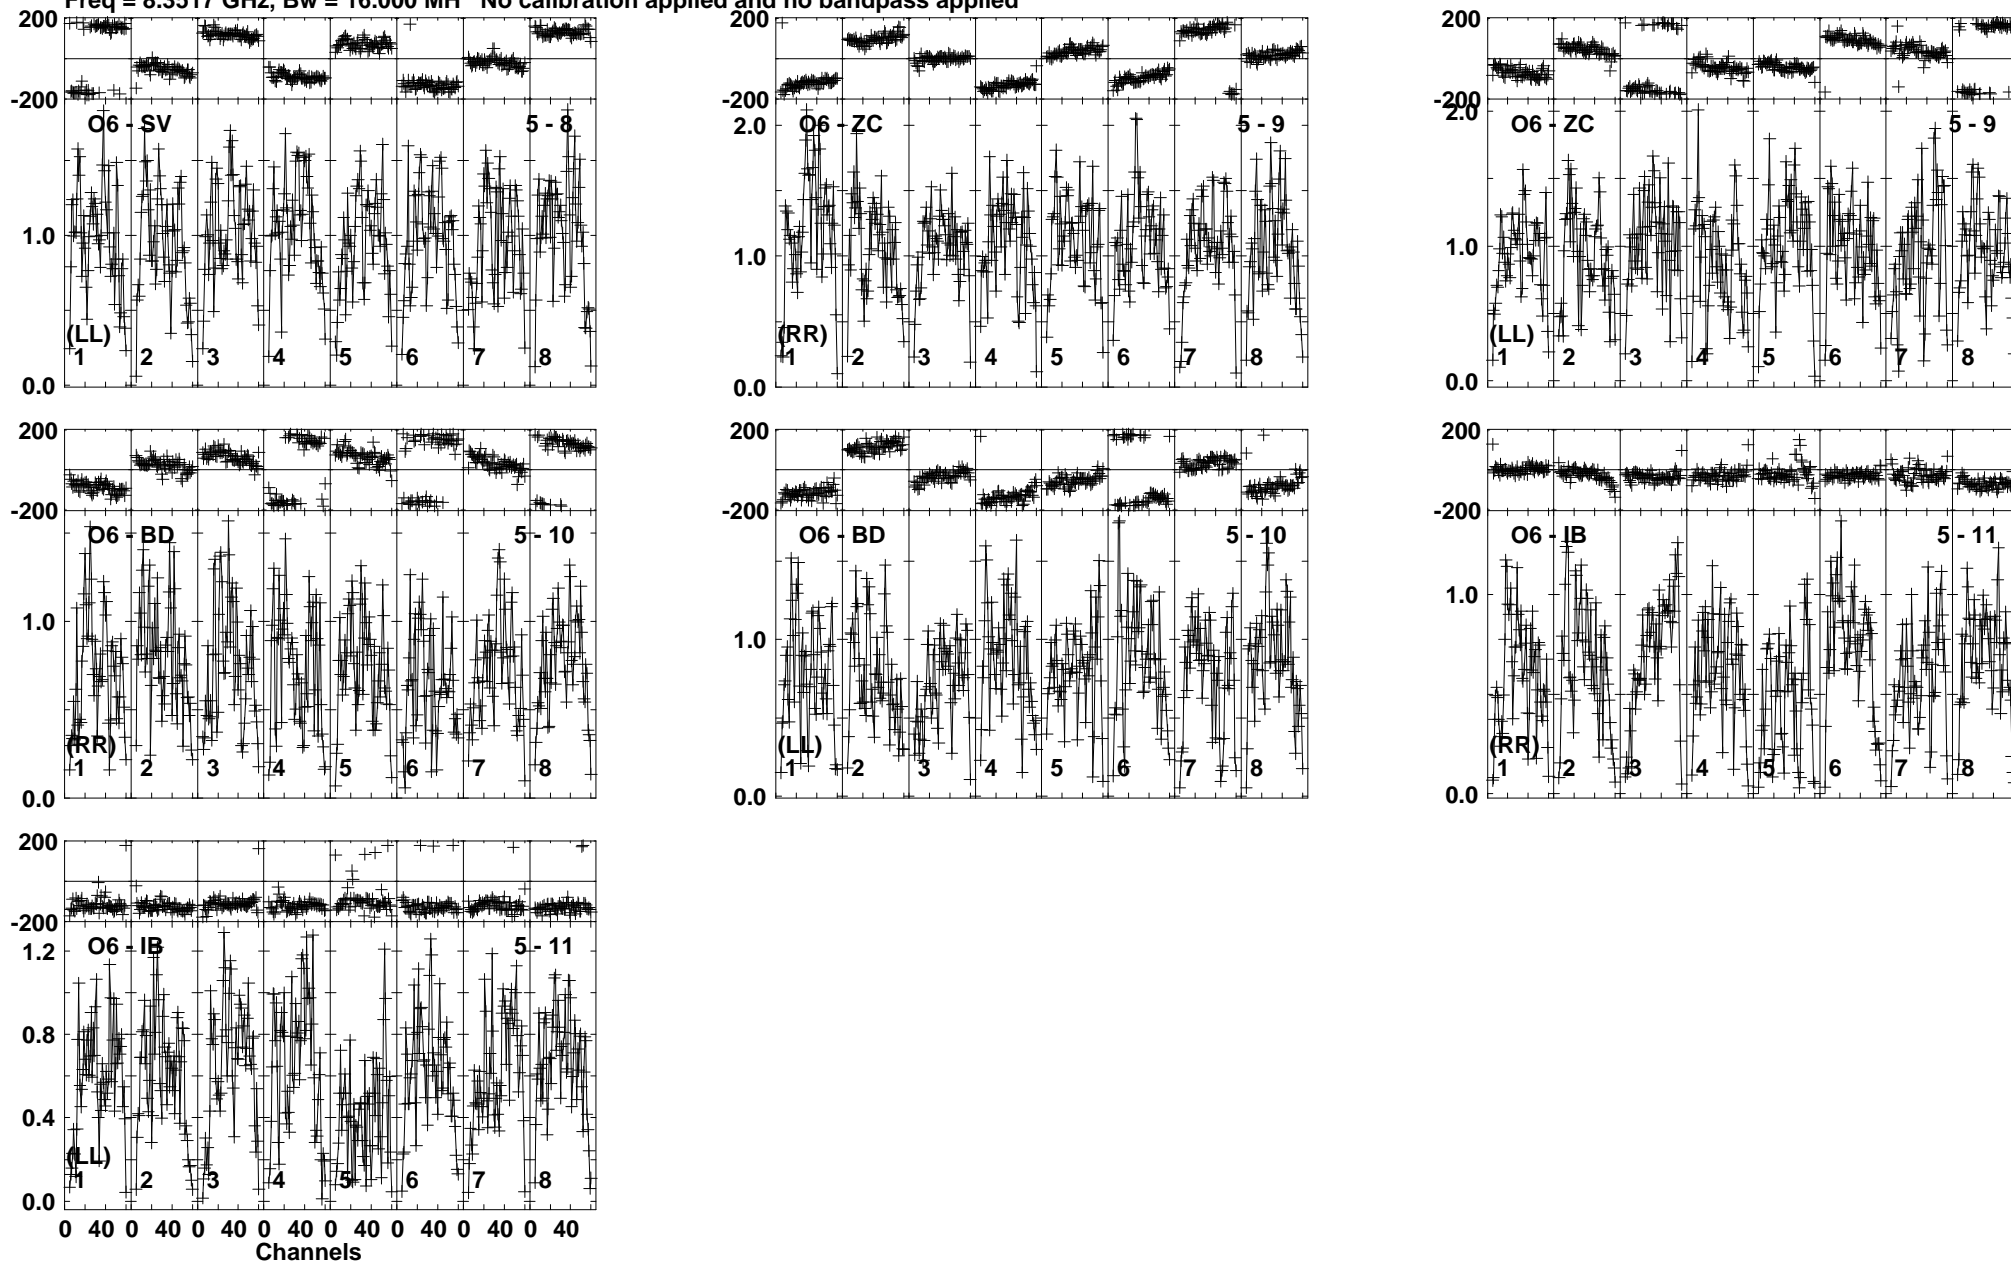 Freq = 8.3517 GHz, Bw = 16.000 MH No calibration applied and no bandpass applied
200
-200
O6 - SV 5 - 8
1.0
0.0
(LL)
1 2 3 4 5 6 7 8
200
-200
2.0
O6 - ZC 5 - 9
1.0
0.0
(RR)
1 2 3 4 5 6 7 8
200
-200
2.0
O6 - ZC 5 - 9
1.0
0.0
(LL)
1 2 3 4 5 6 7 8
200
-200
O6 - BD 5 - 10
1.0
0.0
(RR)
1 2 3 4 5 6 7 8
200
-200
O6 - BD 5 - 10
1.0
0.0
(LL)
1 2 3 4 5 6 7 8
200
-200
O6 - IB 5 - 11
1.0
0.0
(RR)
1 2 3 4 5 6 7 8
200
-200
1.2
O6 - IB 5 - 11
0.8
0.4
0.0
(LL)
1 2 3 4 5 6 7 8
0 40 0 40 0 40 0 40 0 40 0 40 0 40 0 40
Channels